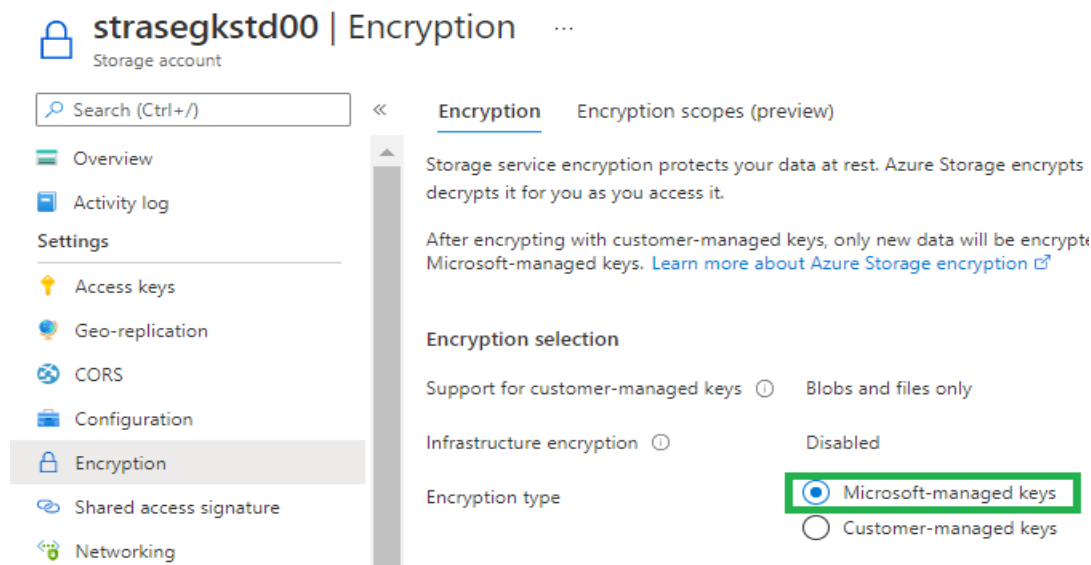 strasegkstd00 | Encryption ...
Storage account
Search (Ctrl+/)
Overview
Activity log
Settings
Access keys
Geo-replication
CORS
Configuration
Encryption
Shared access signature
Networking
Encryption
Encryption scopes (preview)
Storage service encryption protects your data at rest. Azure Storage encrypts
decrypts it for you as you access it.
After encrypting with customer-managed keys, only new data will be encrypte
Microsoft-managed keys. Learn more about Azure Storage encryption
Encryption selection
Support for customer-managed keys Blobs and files only
Infrastructure encryption Disabled
Encryption type Microsoft-managed keys
Customer-managed keys